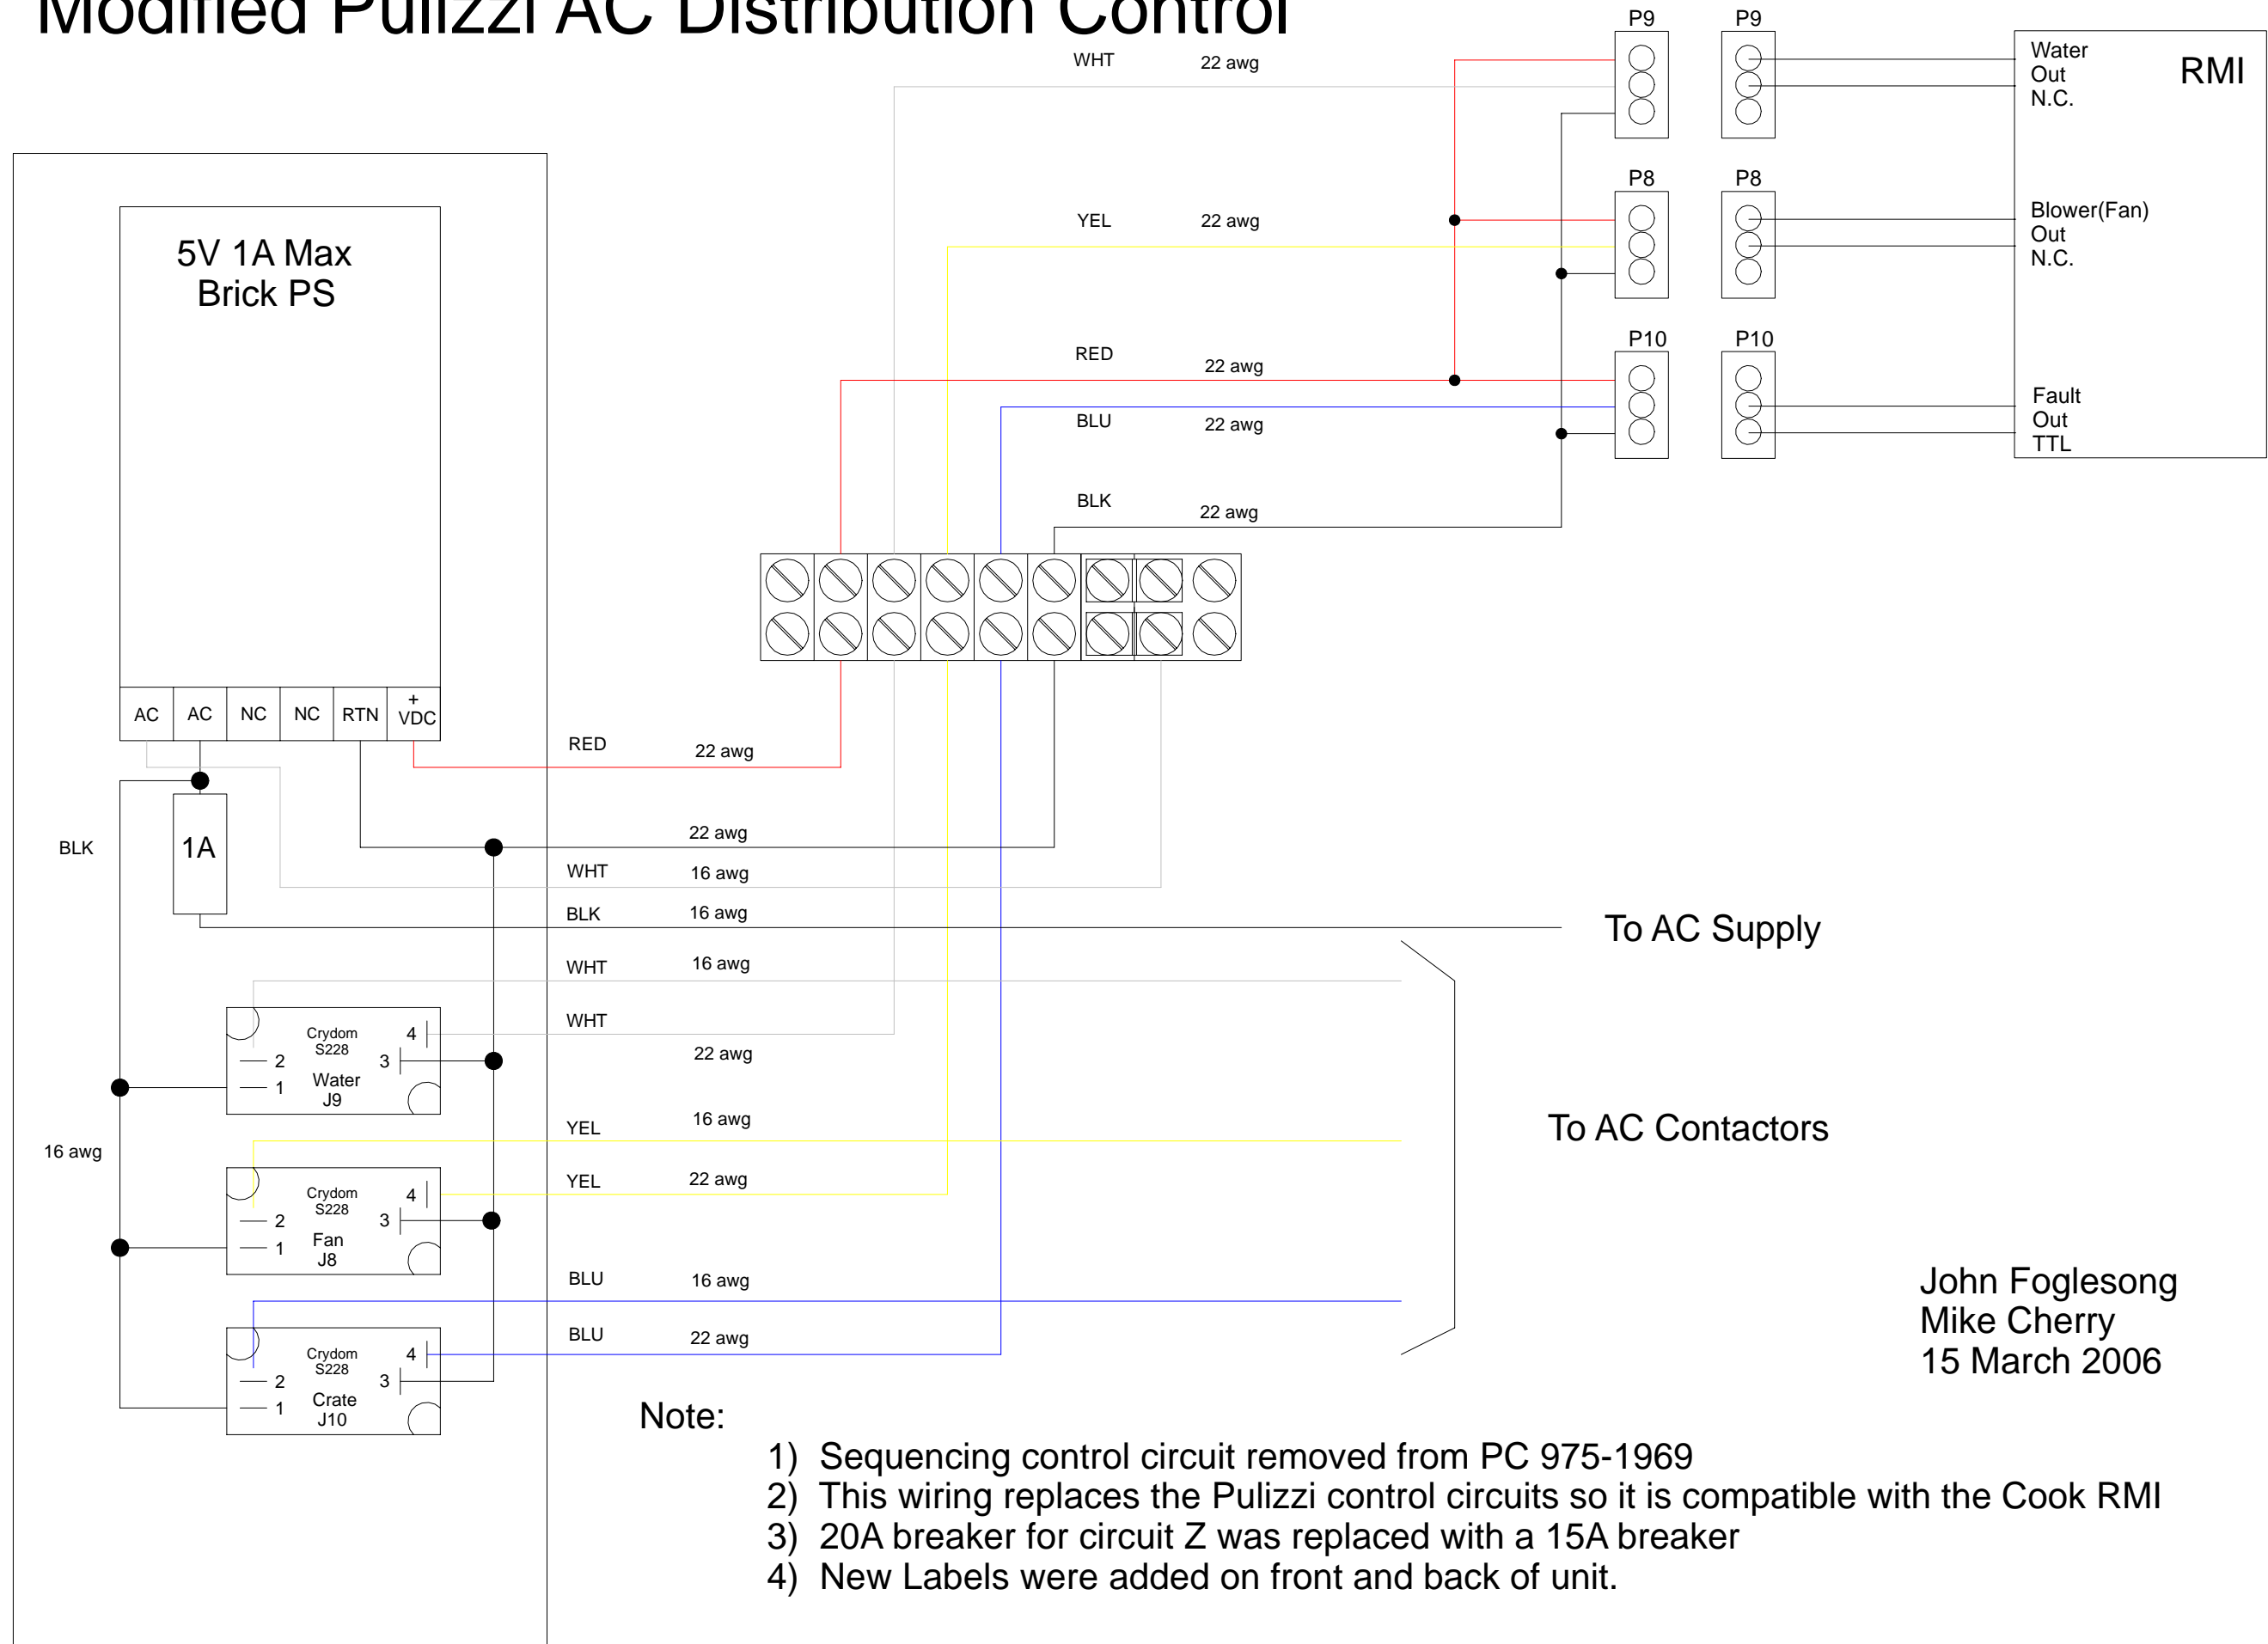 Modified Pulizzi AC Distribution Control
P9
P9
WHT 22 awg
Water
Out
N.C.
RMI
P8
P8
YEL 22 awg
Blower(Fan)
Out
N.C.
5V 1A Max
Brick PS
P10
P10
RED 22 awg
BLU 22 awg
Fault
Out
TTL
BLK 22 awg
AC AC NC NC RTN + VDC
RED 22 awg
22 awg
BLK
1A
WHT 16 awg
BLK 16 awg
To AC Supply
WHT 16 awg
WHT
22 awg
Crydom
S228
4
2 3
1
Water
J9
To AC Contactors
YEL 16 awg
16 awg
YEL 22 awg
Crydom
S228
4
2 3
1
Fan
J8
BLU 16 awg
BLU 22 awg
Crydom
S228
4
2 3
1
Crate
J10
John Foglesong
Mike Cherry
15 March 2006
Note:
1) Sequencing control circuit removed from PC 975-1969
2) This wiring replaces the Pulizzi control circuits so it is compatible with the Cook RMI
3) 20A breaker for circuit Z was replaced with a 15A breaker
4) New Labels were added on front and back of unit.